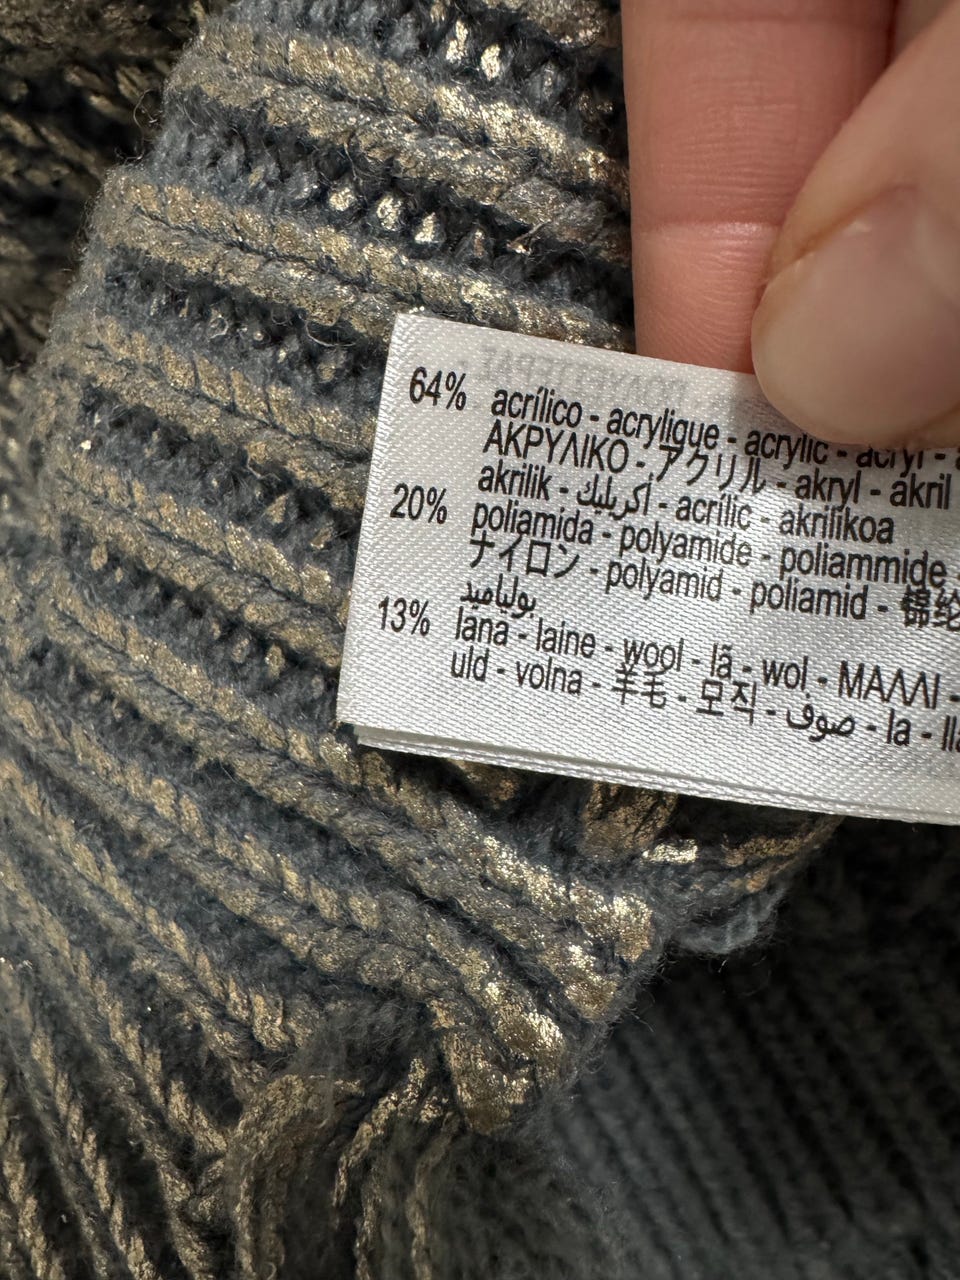 64% acrílico - acrylique - acrylic - acryl -
ΑΚΡΥΛΙΚΟ - アクリル - akryl - akril
akrilik - أكريليك - acrílic - akrilikoa
20% poliamida - polyamide - poliammide -
ナイロン - polyamid - poliamid - 锦纶
بولياميد
13% lana - laine - wool - lã - wol - ΜΑΛΛΙ -
uld - volna - 羊毛 - 모직 - صوف - la - lla